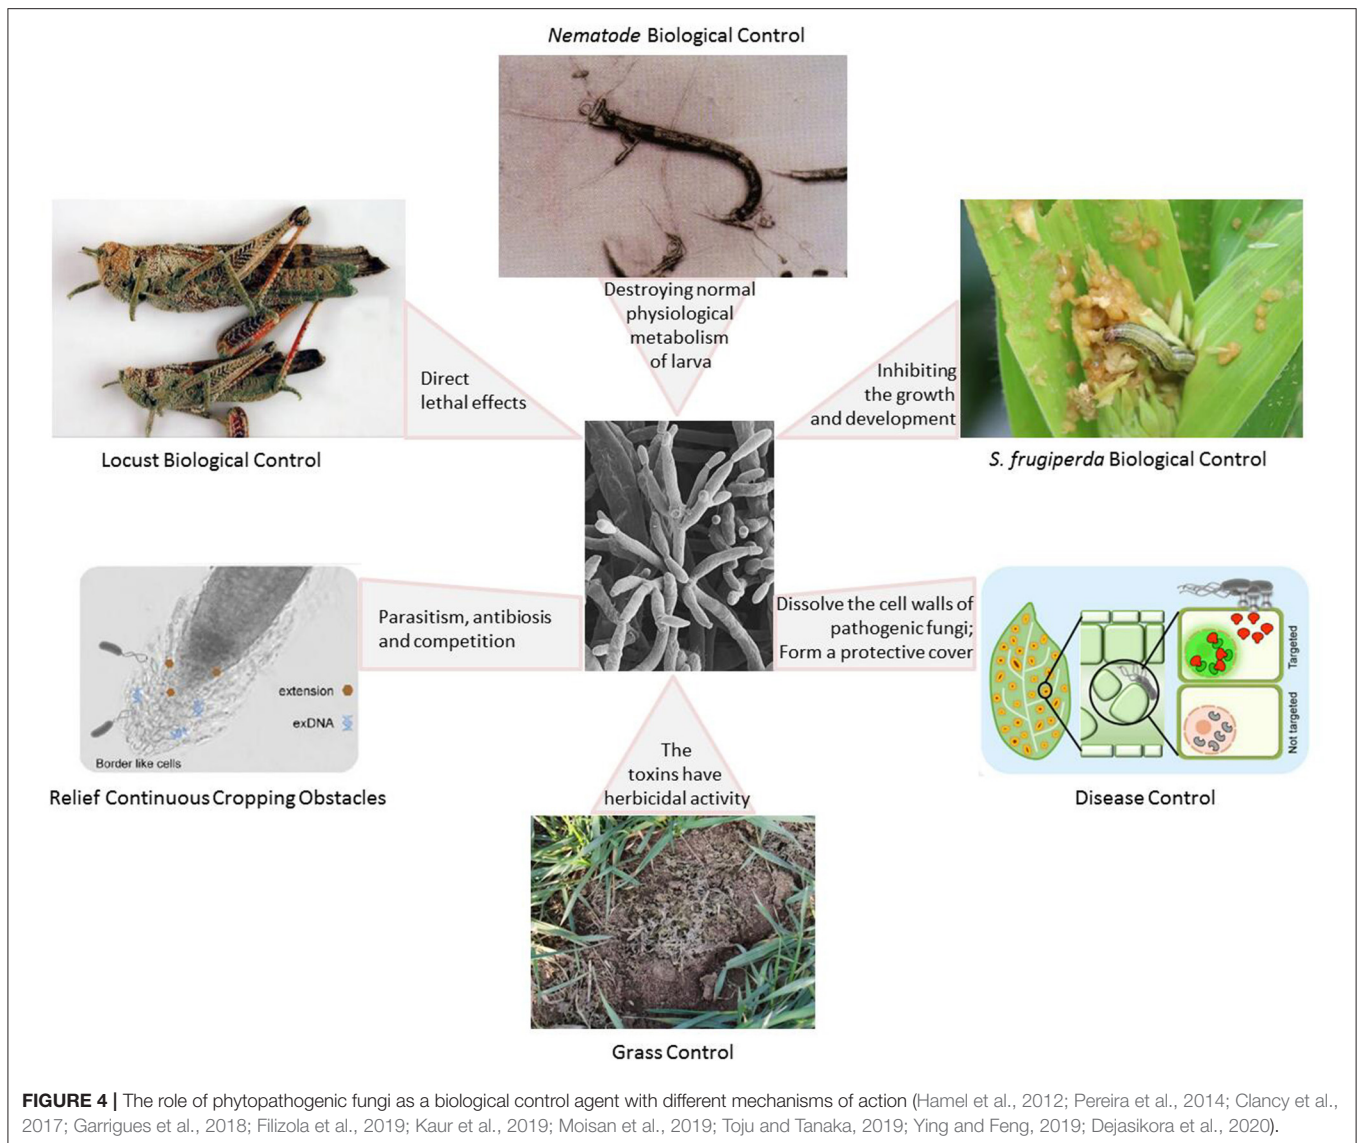 Nematode Biological Control
Destroying normal
physiological
metabolism
of larva
Direct
lethal effects
Inhibiting
the growth
and development
Locust Biological Control
S. frugiperda Biological Control
Parasitism, antibiosis
and competition
extension
exDNA
Border like cells
Relief Continuous Cropping Obstacles
Dissolve the cell walls of
pathogenic fungi;
Form a protective cover
Targeted
Not targeted
Disease Control
The
toxins have
herbicidal activity
Grass Control
FIGURE 4 | The role of phytopathogenic fungi as a biological control agent with different mechanisms of action (Hamel et al., 2012; Pereira et al., 2014; Clancy et al.,
2017; Garrigues et al., 2018; Filizola et al., 2019; Kaur et al., 2019; Moisan et al., 2019; Toju and Tanaka, 2019; Ying and Feng, 2019; Dejasikora et al., 2020).